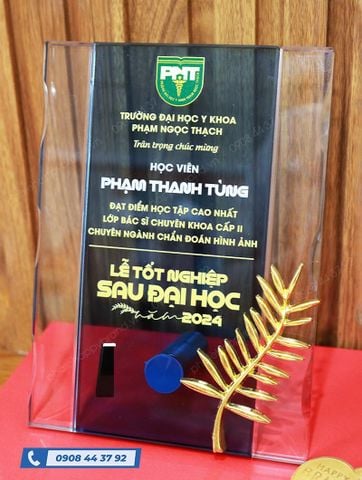 PNT
TRƯỜNG ĐẠI HỌC Y KHOA
PHẠM NGỌC THẠCH
Trân trọng chúc mừng
HỌC VIÊN
PHẠM THANH TÙNG
ĐẠT ĐIỂM HỌC TẬP CAO NHẤT
LỚP BÁC SĨ CHUYÊN KHOA CẤP II
CHUYÊN NGÀNH CHẨN ĐOÁN HÌNH ẢNH
LỄ TỐT NGHIỆP
SAU ĐẠI HỌC
năm 2024
0908 44 37 92
HAPPY